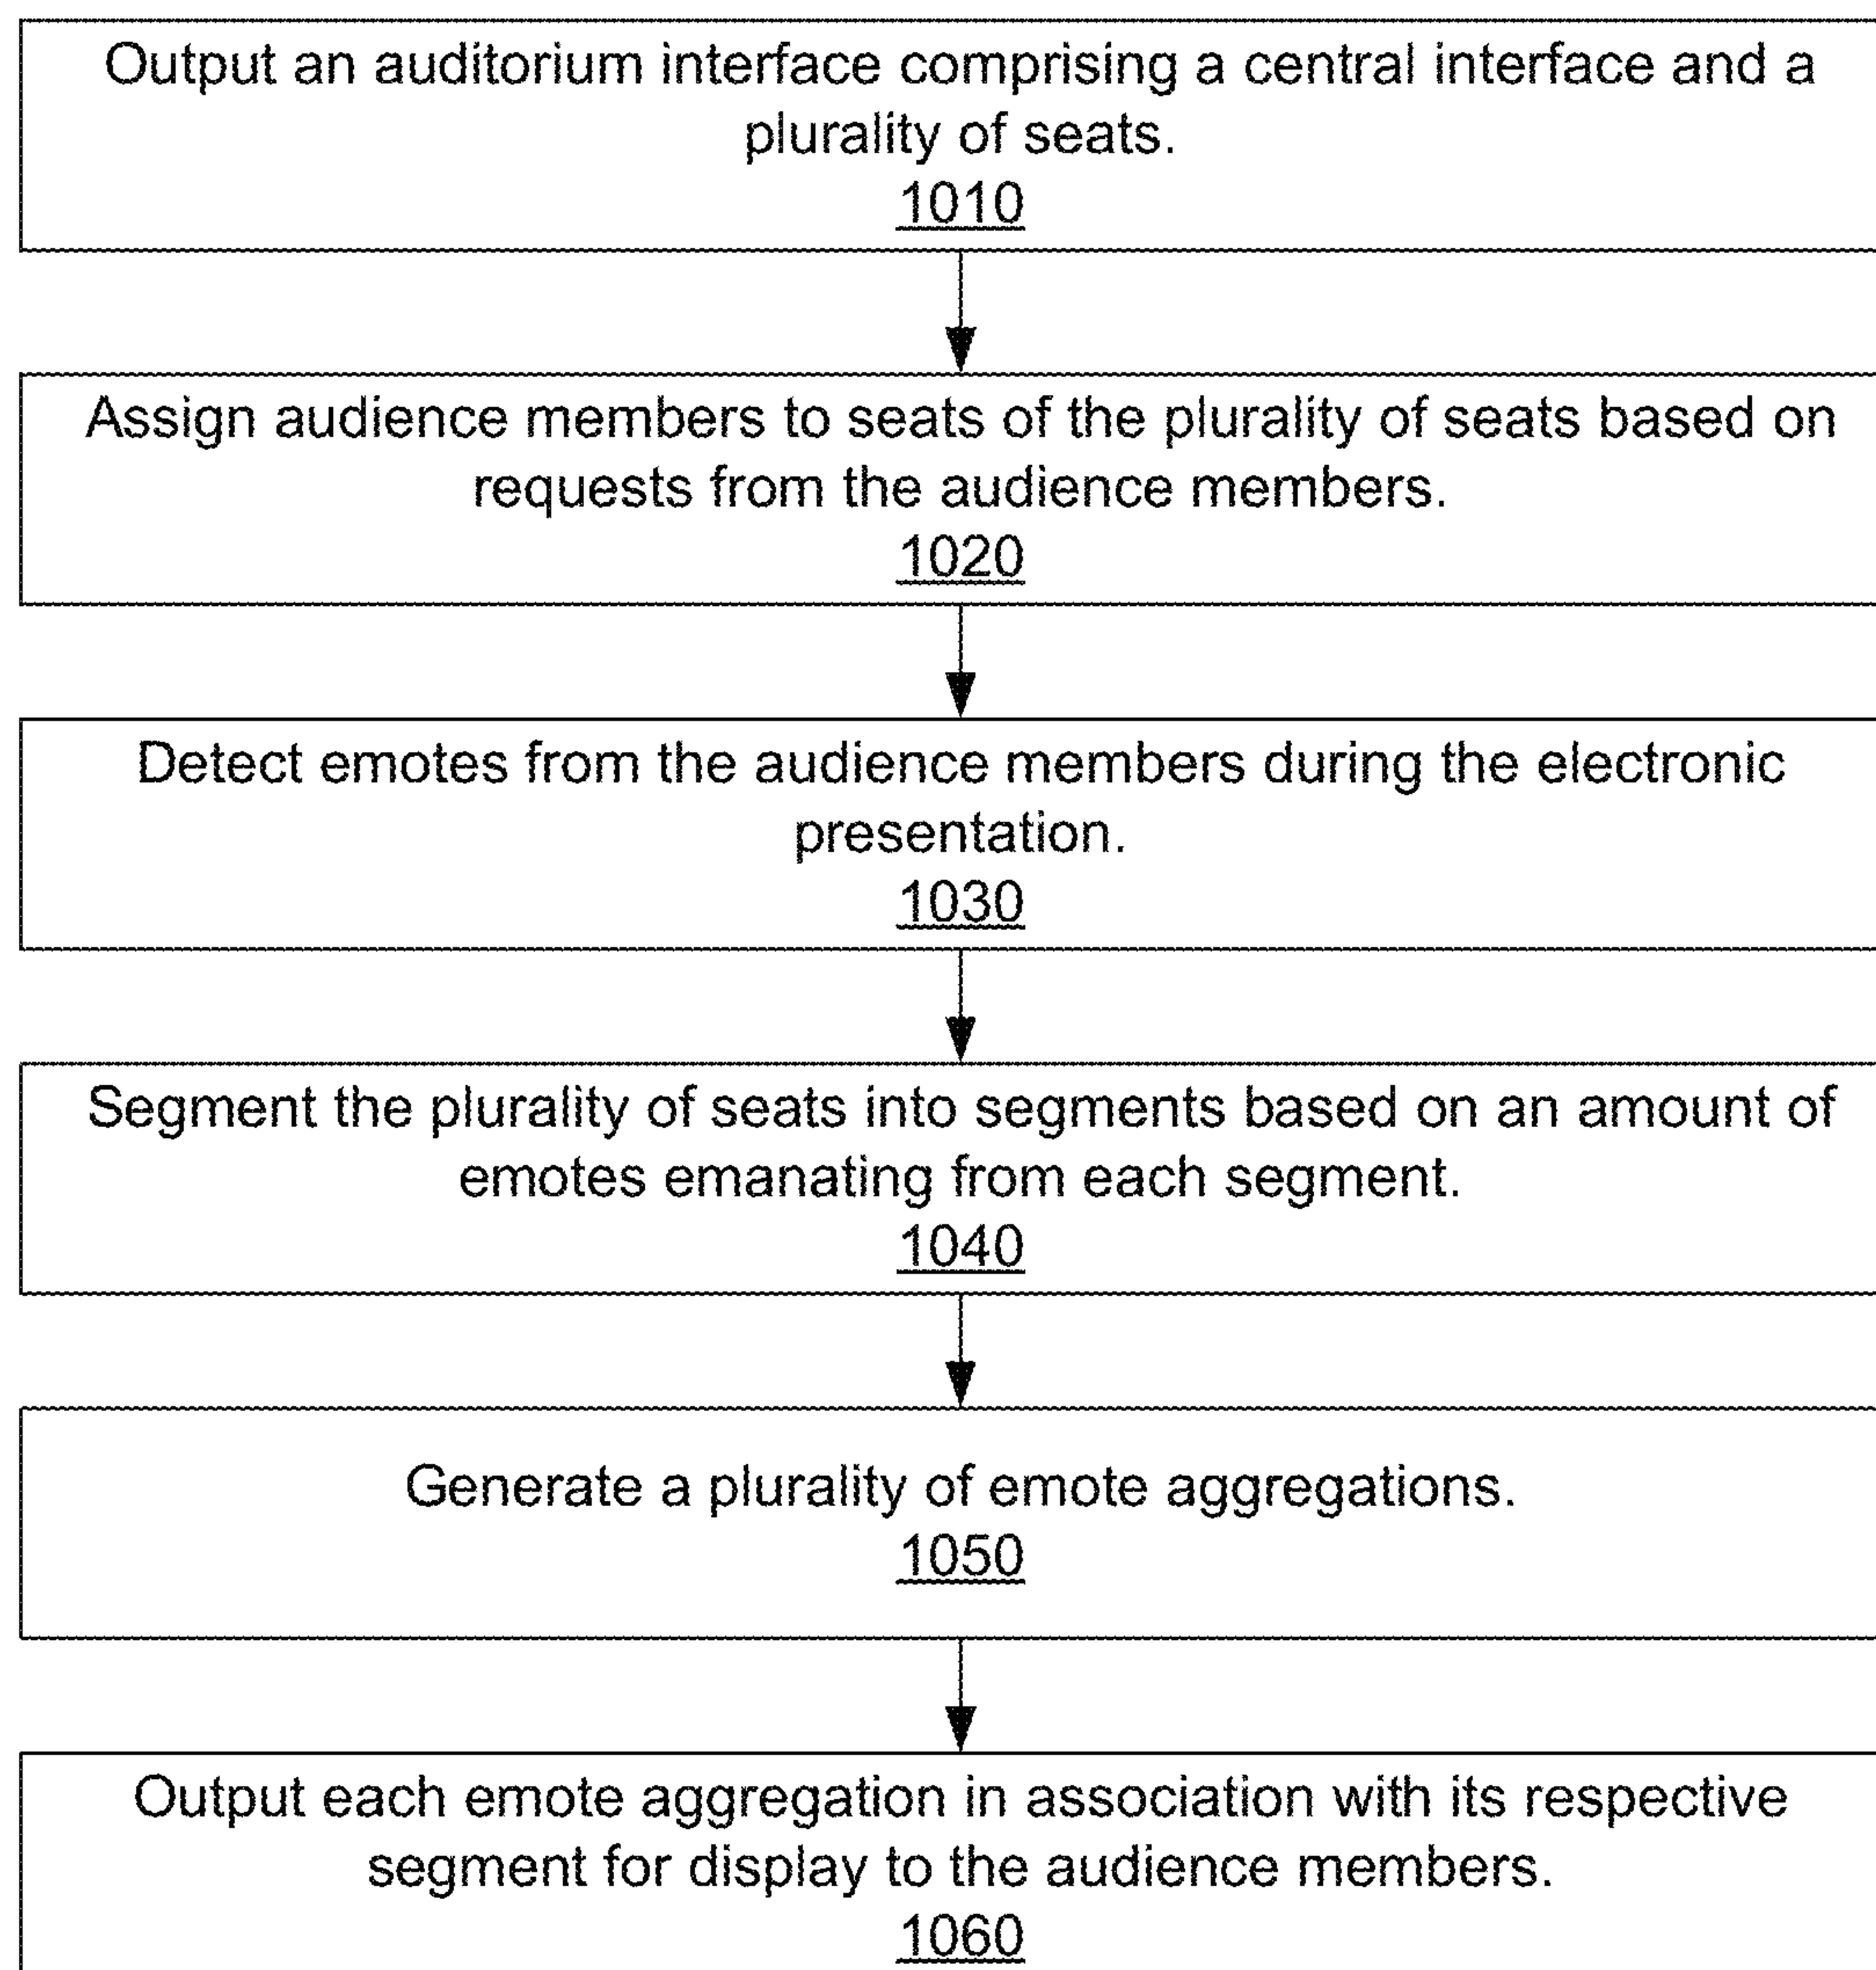 Output an auditorium interface comprising a central interface and a
plurality of seats.
1010
Assign audience members to seats of the plurality of seats based on
requests from the audience members.
1020
Detect emotes from the audience members during the electronic
presentation.
1030
Segment the plurality of seats into segments based on an amount of
emotes emanating from each segment.
1040
Generate a plurality of emote aggregations.
1050
Output each emote aggregation in association with its respective
segment for display to the audience members.
1060